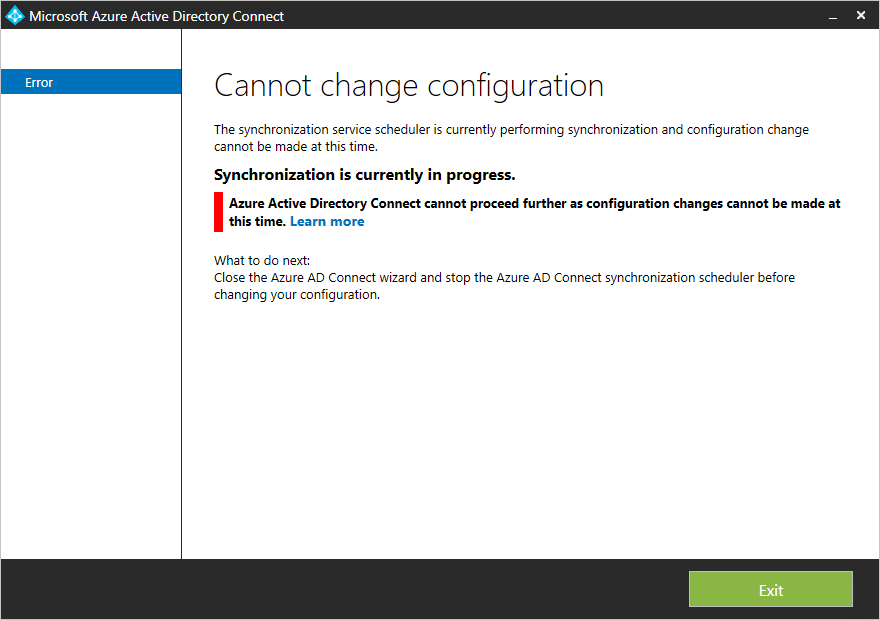 Microsoft Azure Active Directory Connect
Error
Cannot change configuration
The synchronization service scheduler is currently performing synchronization and configuration change
cannot be made at this time.
Synchronization is currently in progress.
Azure Active Directory Connect cannot proceed further as configuration changes cannot be made at
this time. Learn more
What to do next:
Close the Azure AD Connect wizard and stop the Azure AD Connect synchronization scheduler before
changing your configuration.
Exit